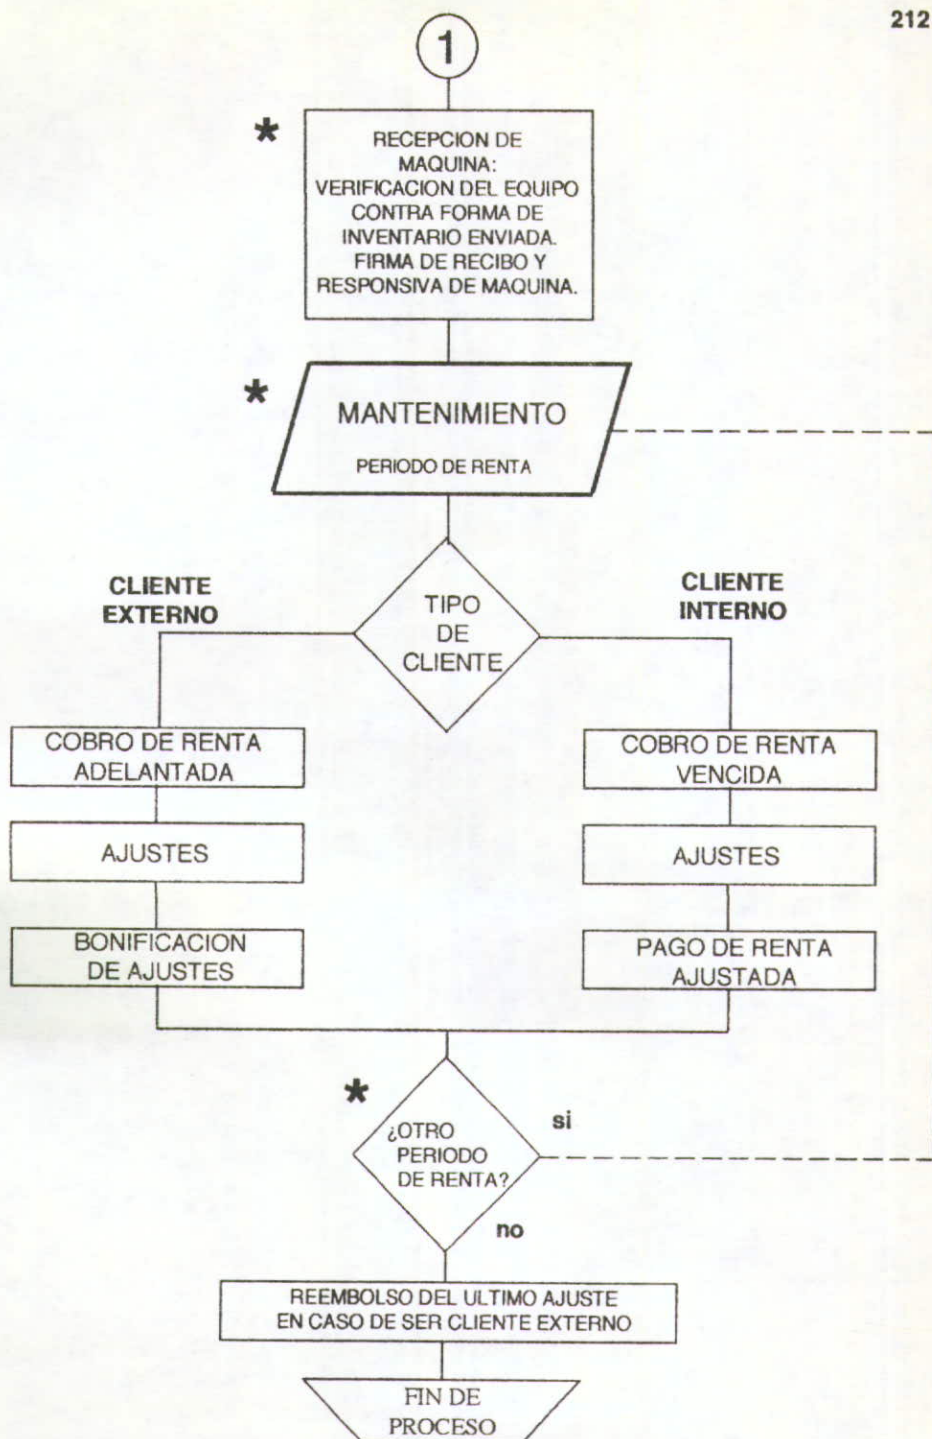 212
1
*
RECEPCION DE
MAQUINA:
VERIFICACION DEL EQUIPO
CONTRA FORMA DE
INVENTARIO ENVIADA.
FIRMA DE RECIBO Y
RESPONSIVA DE MAQUINA.
*
MANTENIMIENTO
PERIODO DE RENTA
TIPO
DE
CLIENTE
CLIENTE
EXTERNO
COBRO DE RENTA
ADELANTADA
AJUSTES
BONIFICACION
DE AJUSTES
CLIENTE
INTERNO
COBRO DE RENTA
VENCIDA
AJUSTES
PAGO DE RENTA
AJUSTADA
*
¿OTRO
PERIODO
DE RENTA?
si
no
REEMBOLSO DEL ULTIMO AJUSTE
EN CASO DE SER CLIENTE EXTERNO
FIN DE
PROCESO